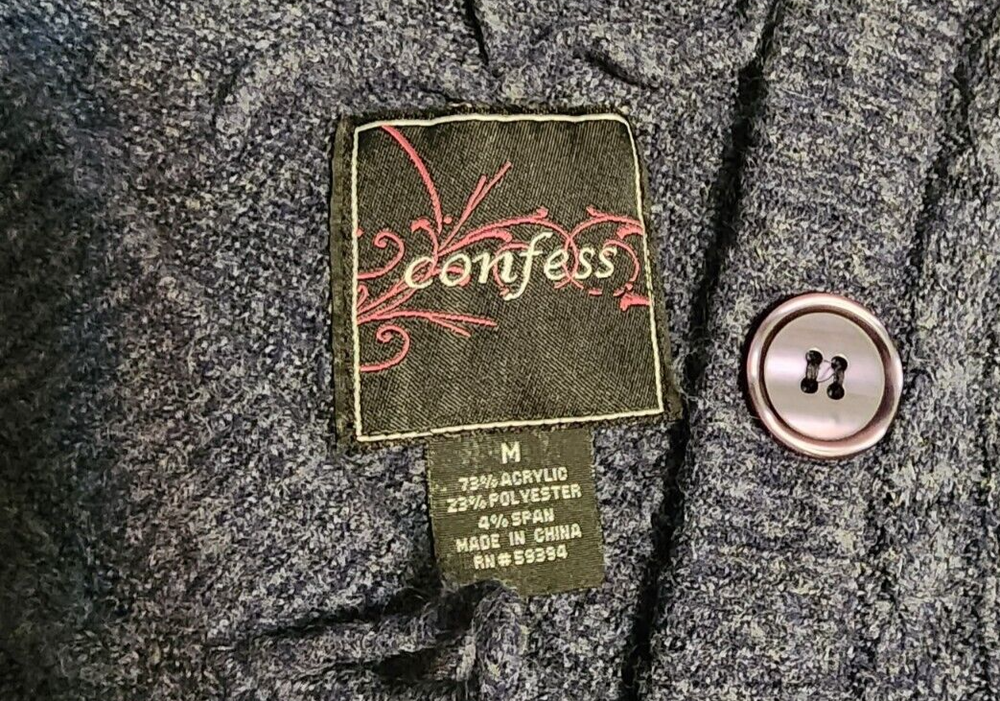 confess
M
73% ACRYLIC
23% POLYESTER
4% SPAN
MADE IN CHINA
RN#59394